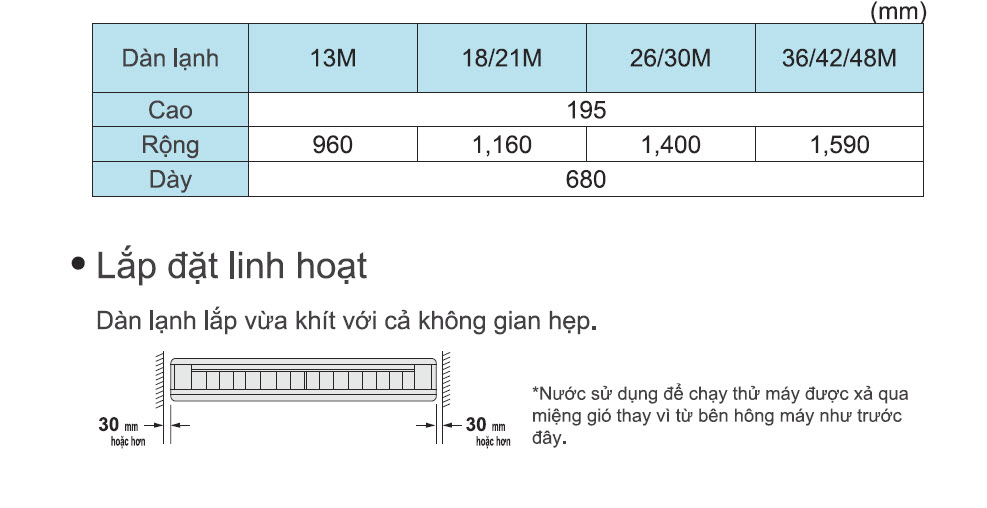 (mm)
Dàn lạnh 13M 18/21M 26/30M 36/42/48M
Cao 195
Rộng 960 1,160 1,400 1,590
Dày 680
• Lắp đặt linh hoạt
Dàn lạnh lắp vừa khít với cả không gian hẹp.
*Nước sử dụng để chạy thử máy được xả qua
miệng gió thay vì từ bên hông máy như trước
đây.
30 mm
hoặc hơn
30 mm
hoặc hơn